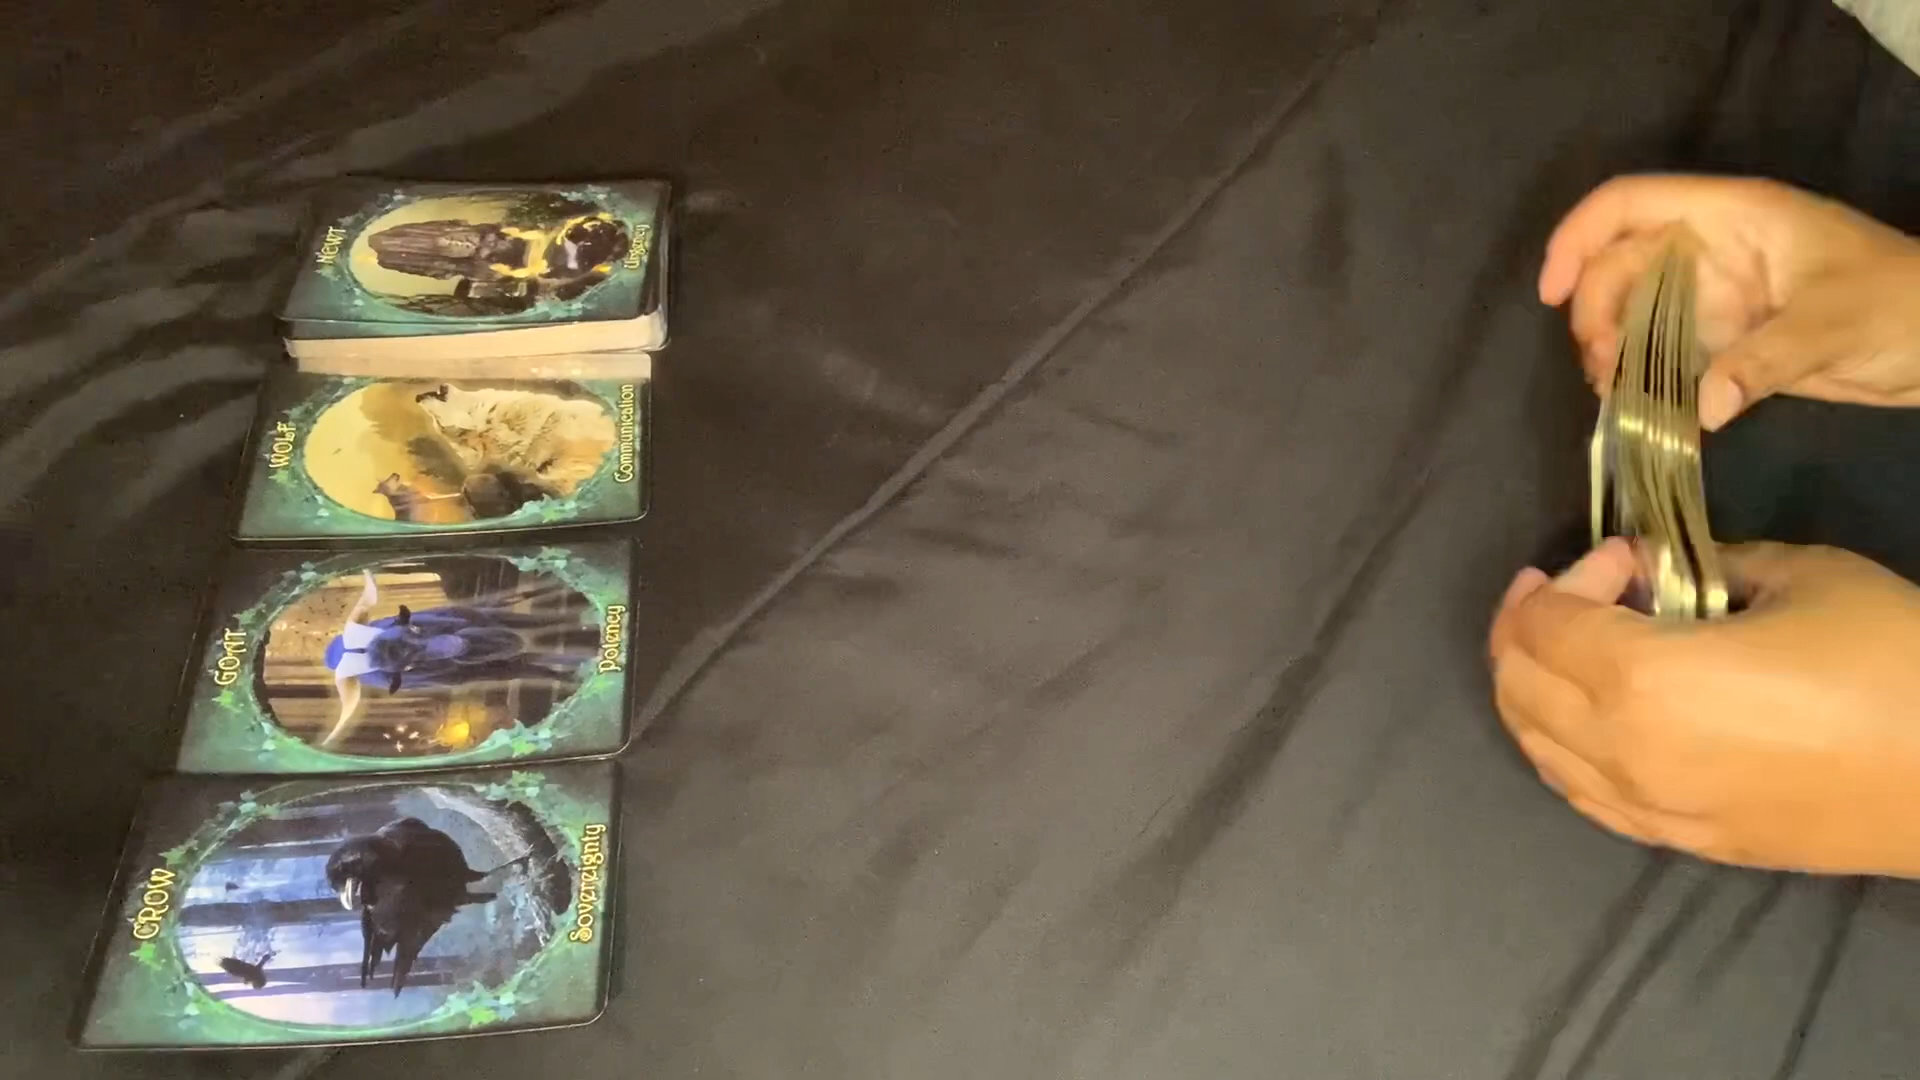 NEWT
Urgency
WOLF
Communication
GOAT
Potency
CROW
Sovereignty